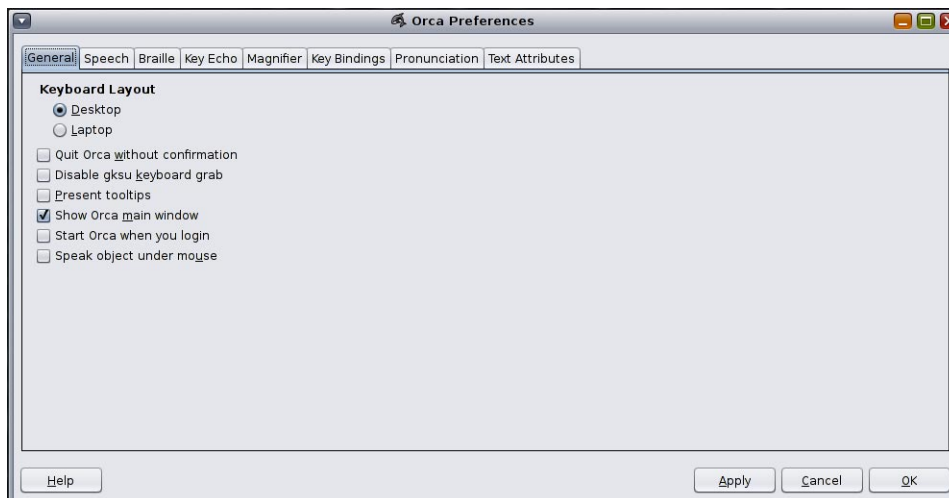 Orca Preferences
General Speech Braille Key Echo Magnifier Key Bindings Pronunciation Text Attributes
Keyboard Layout
Desktop
Laptop
Quit Orca without confirmation
Disable gksu keyboard grab
Present tooltips
Show Orca main window
Start Orca when you login
Speak object under mouse
Help Apply Cancel OK